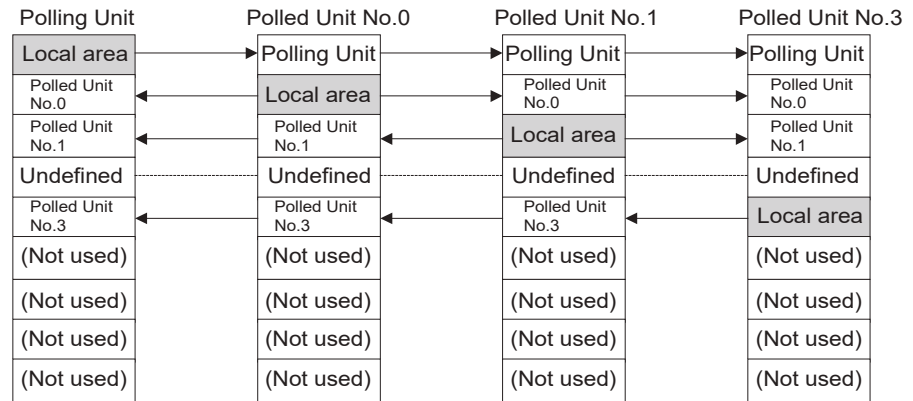 Polling Unit Polled Unit No.0 Polled Unit No.1 Polled Unit No.3
Local area Polling Unit Polling Unit Polling Unit
Polled Unit No.0 Local area Polled Unit No.0 Polled Unit No.0
Polled Unit No.1 Polled Unit No.1 Local area Polled Unit No.1
Undefined Undefined Undefined Undefined
Polled Unit No.3 Polled Unit No.3 Polled Unit No.3 Local area
(Not used) (Not used) (Not used) (Not used)
(Not used) (Not used) (Not used) (Not used)
(Not used) (Not used) (Not used) (Not used)
(Not used) (Not used) (Not used) (Not used)